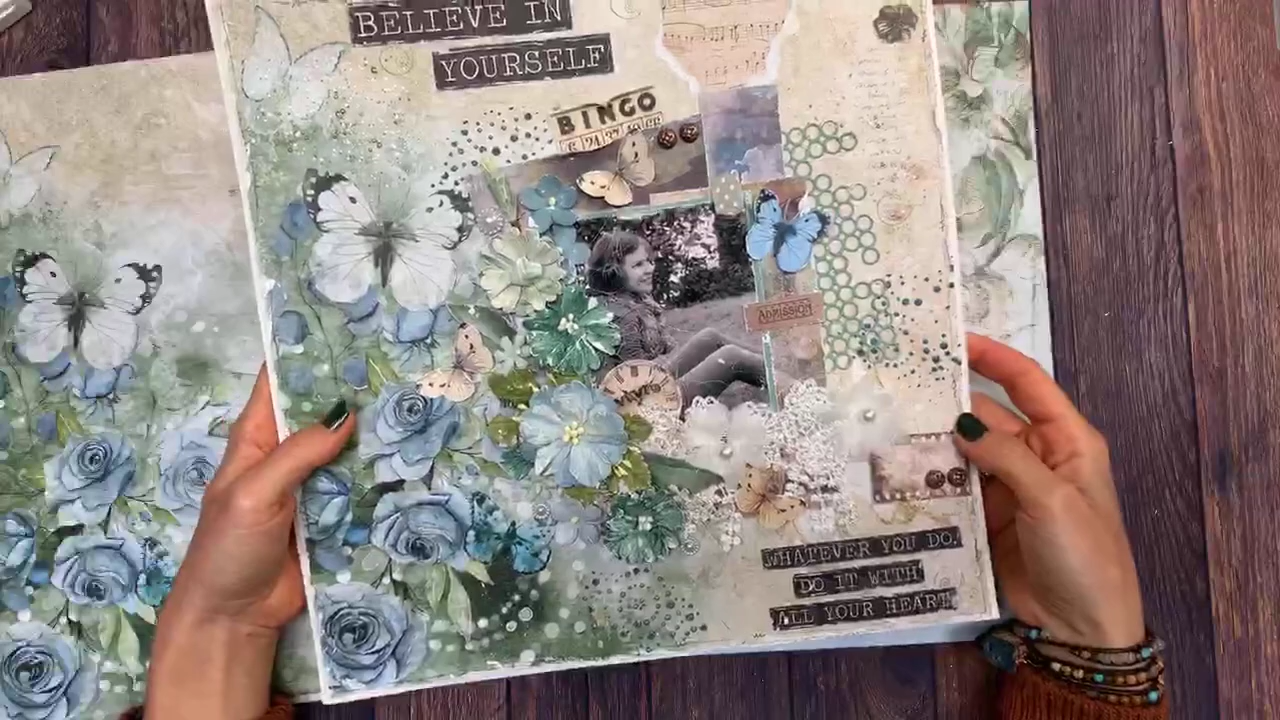 BELIEVE IN
YOURSELF
BINGO
ADMISSION
WHATEVER YOU DO,
DO IT WITH
ALL YOUR HEART